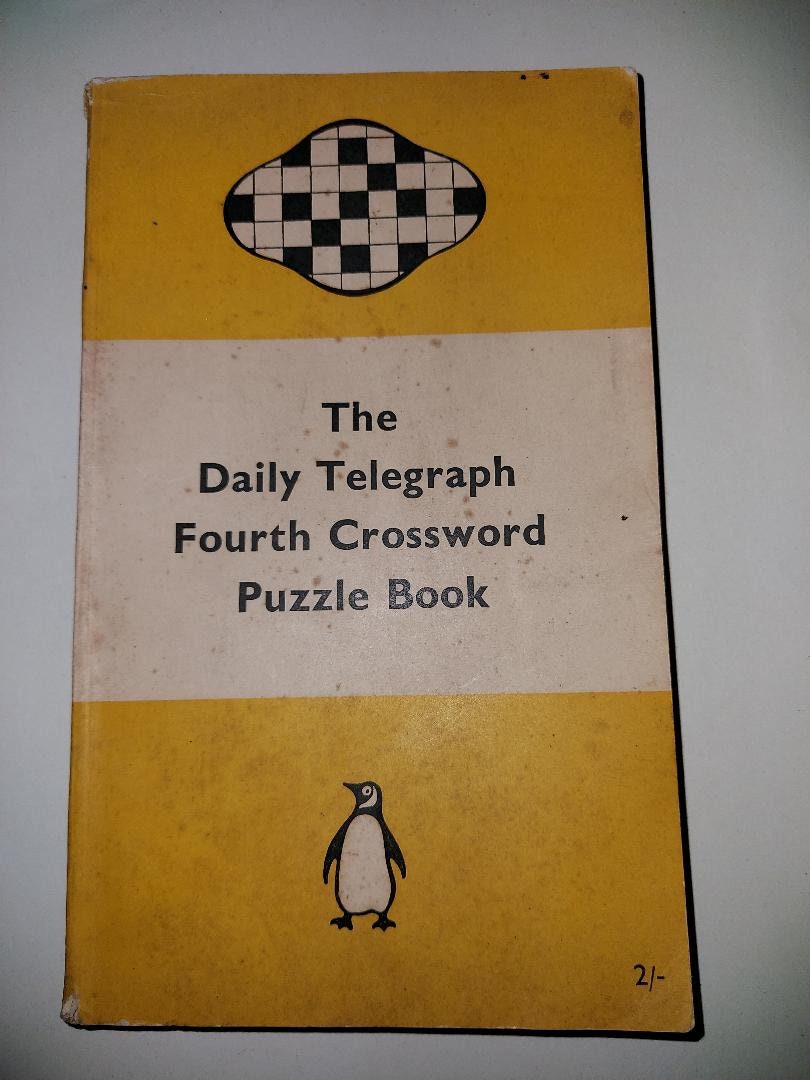 The
Daily Telegraph
Fourth Crossword
Puzzle Book
2/-